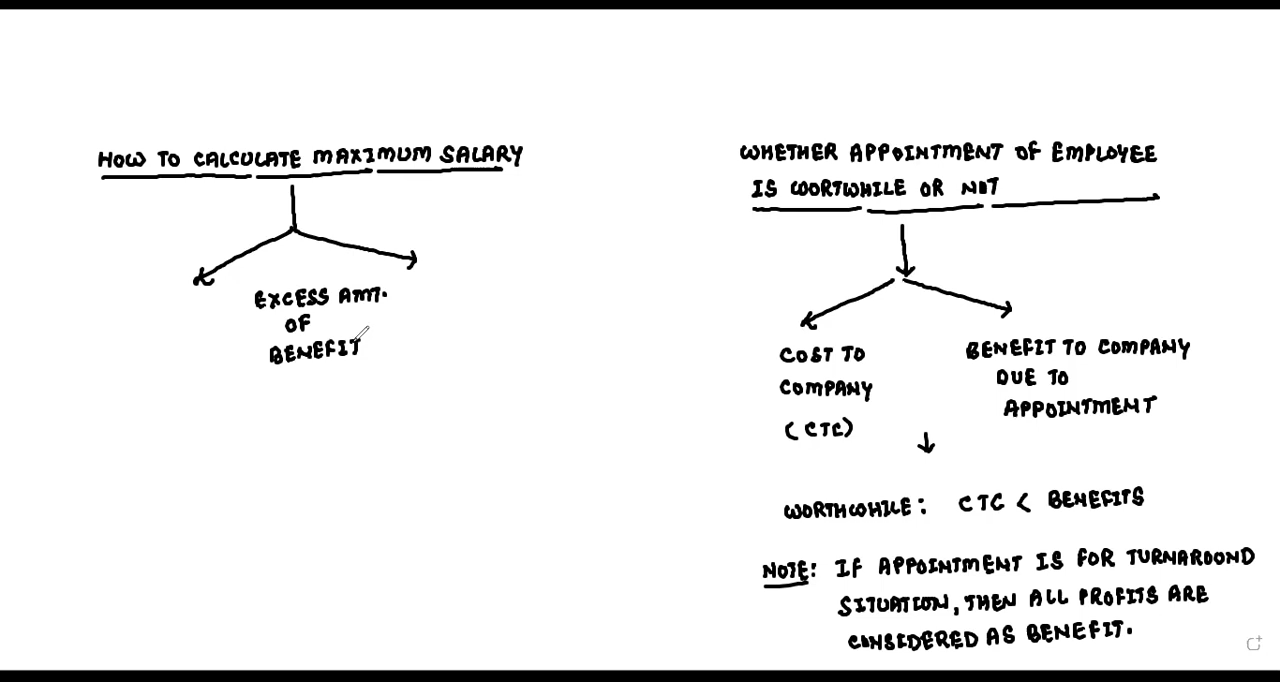 HOW TO CALCULATE MAXIMUM SALARY
EXCESS AMT.
OF
BENEFIT
WHETHER APPOINTMENT OF EMPLOYEE
IS WORTWHILE OR NOT
COST TO
COMPANY
(CTC)
BENEFIT TO COMPANY
DUE TO
APPOINTMENT
WORTHWHILE: CTC < BENEFITS
NOTE: IF APPOINTMENT IS FOR TURNAROUND
SITUATION, THEN ALL PROFITS ARE
CONSIDERED AS BENEFIT.